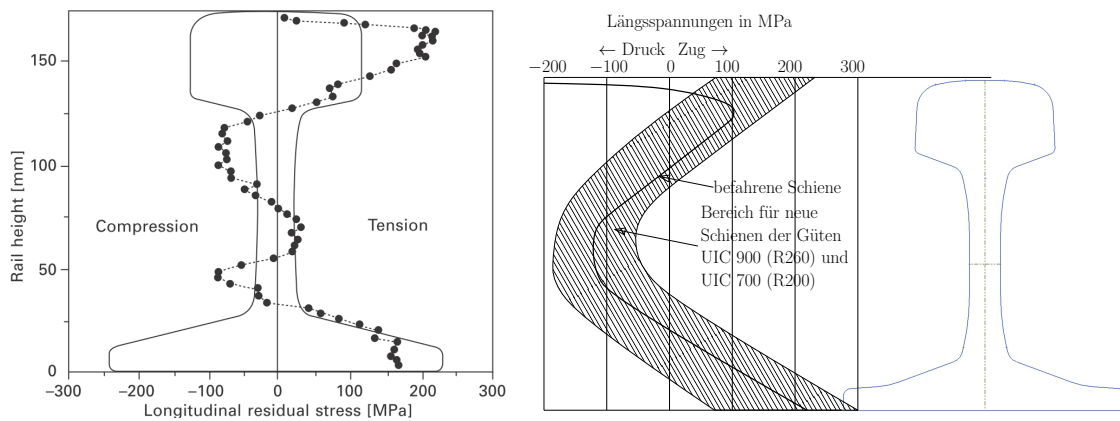 150
100
50
0
Rail height [mm]
Compression
Tension
−300
−200
−100
0
100
200
300
Longitudinal residual stress [MPa]
Längsspannungen in MPa
← Druck Zug →
−200
−100
0
100
200
300
befahrene Schiene
Bereich für neue
Schienen der Güten
UIC 900 (R260) und
UIC 700 (R200)